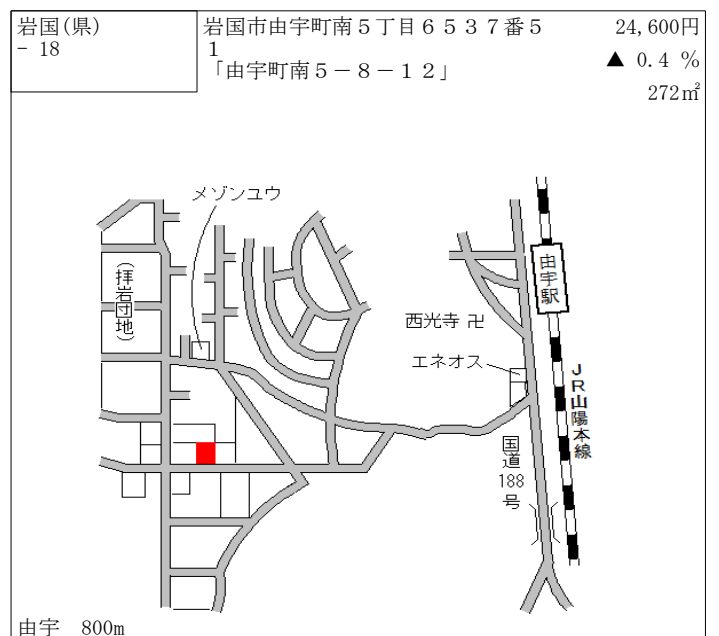 岩国(県)
- 18
岩国市由宇町南５丁目６５３７番５
１
「由宇町南５－８－１２」
24,600円
▲ 0.4 %
272㎡
メゾンユウ
(拝岩団地)
由宇駅
西光寺 卍
エネオス
ＪＲ山陽本線
国道188号
由宇　800m